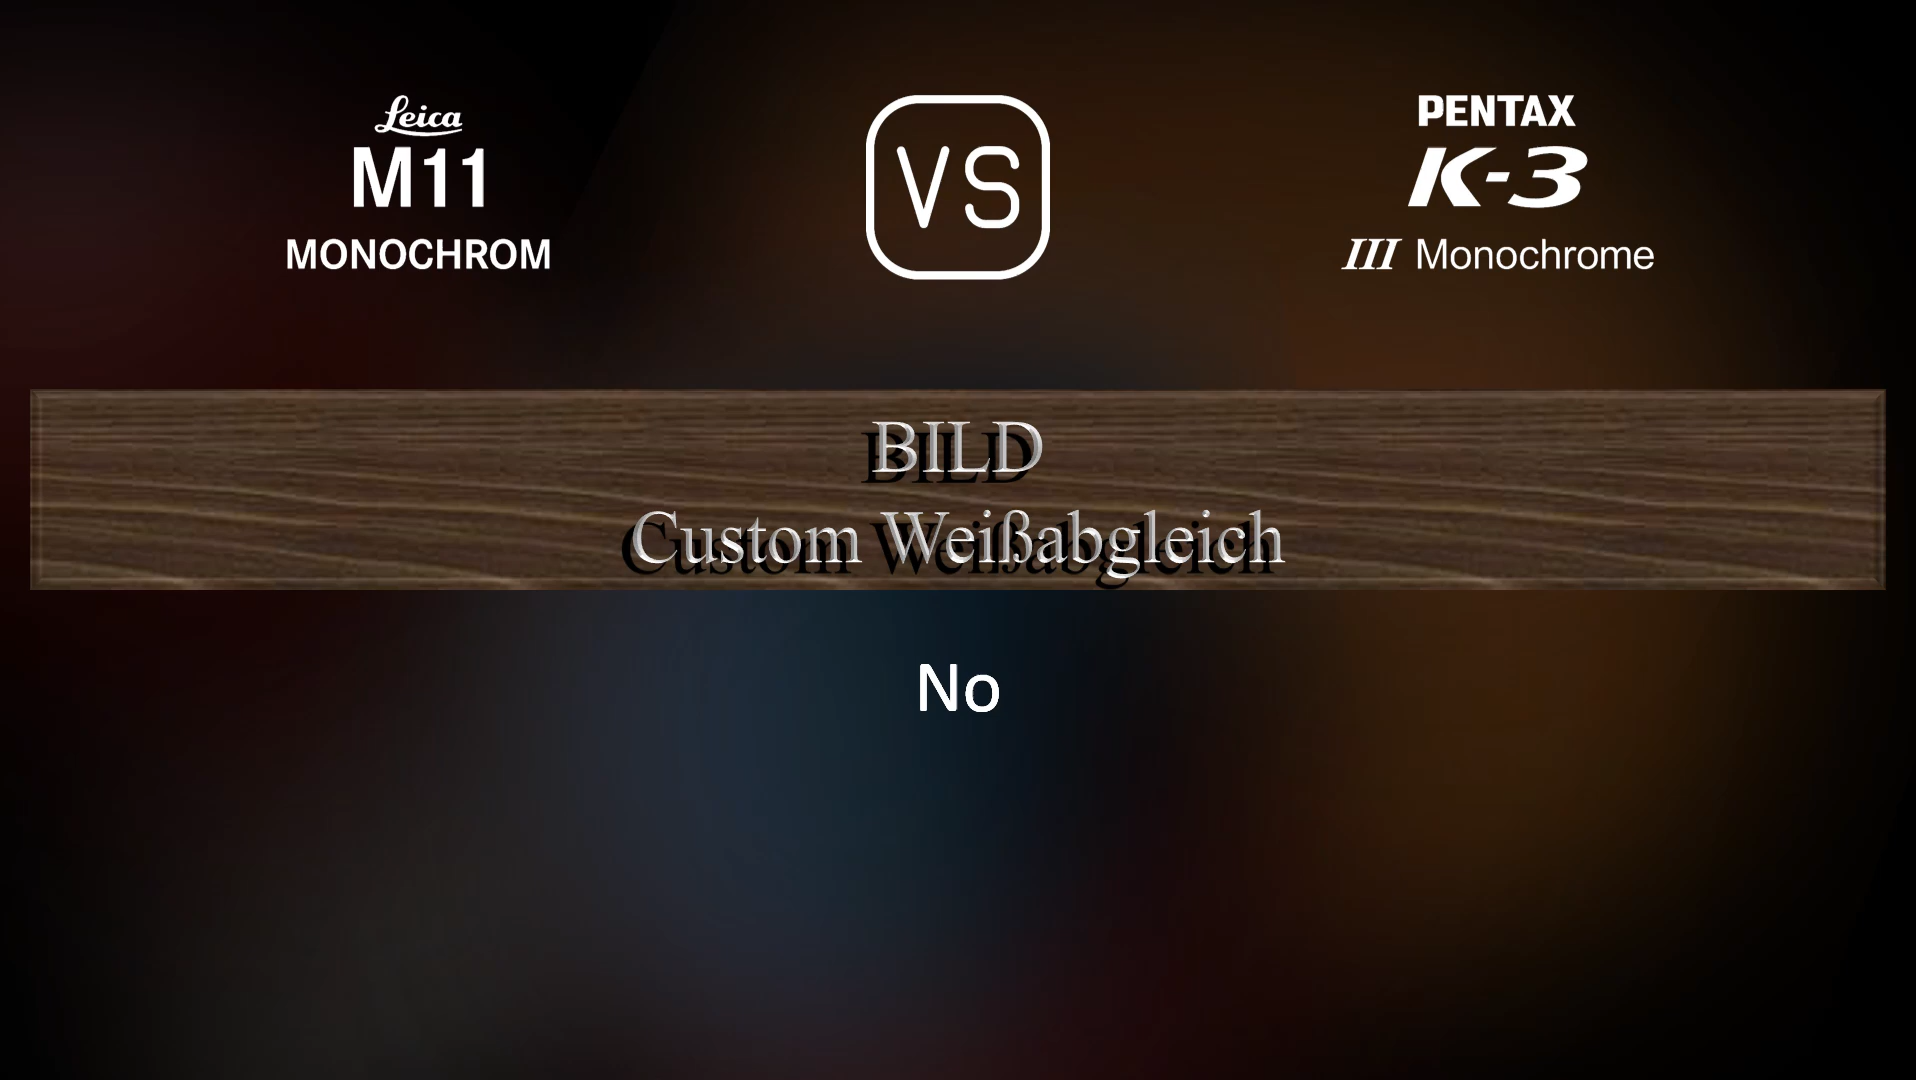 Leica
M11
MONOCHROM
VS
PENTAX
K-3
III Monochrome
BILD
Custom Weißabgleich
No